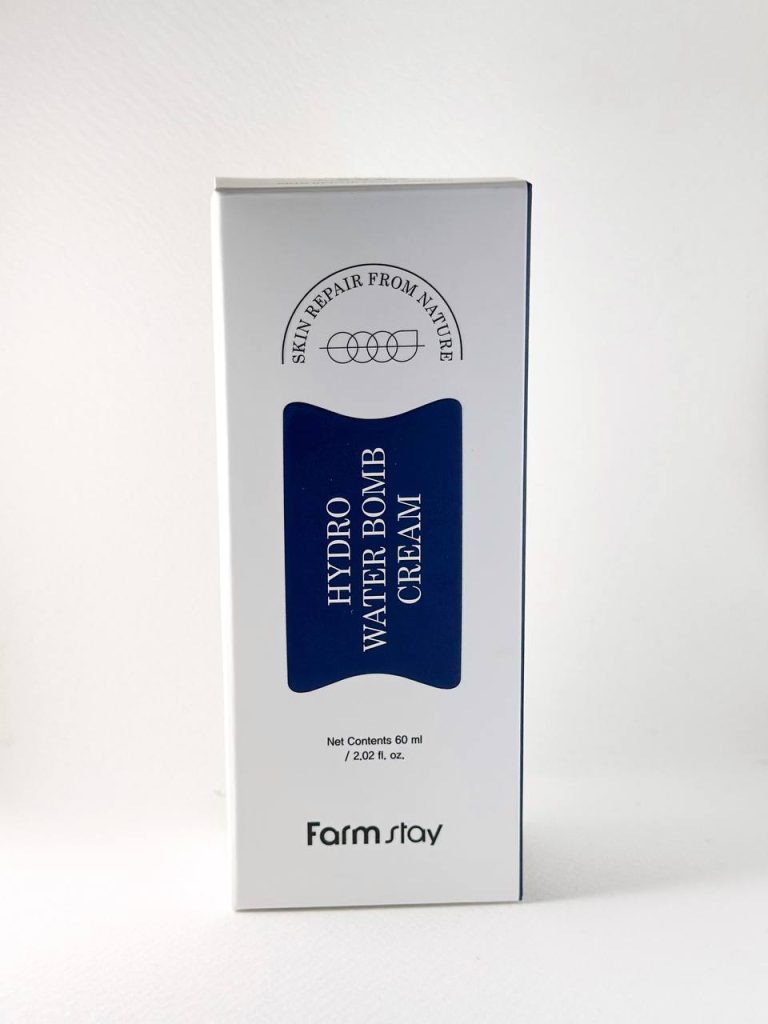 SKIN REPAIR FROM NATURE
HYDRO
WATER BOMB
CREAM
Net Contents 60 ml
/ 2.02 fl. oz.
Farm stay